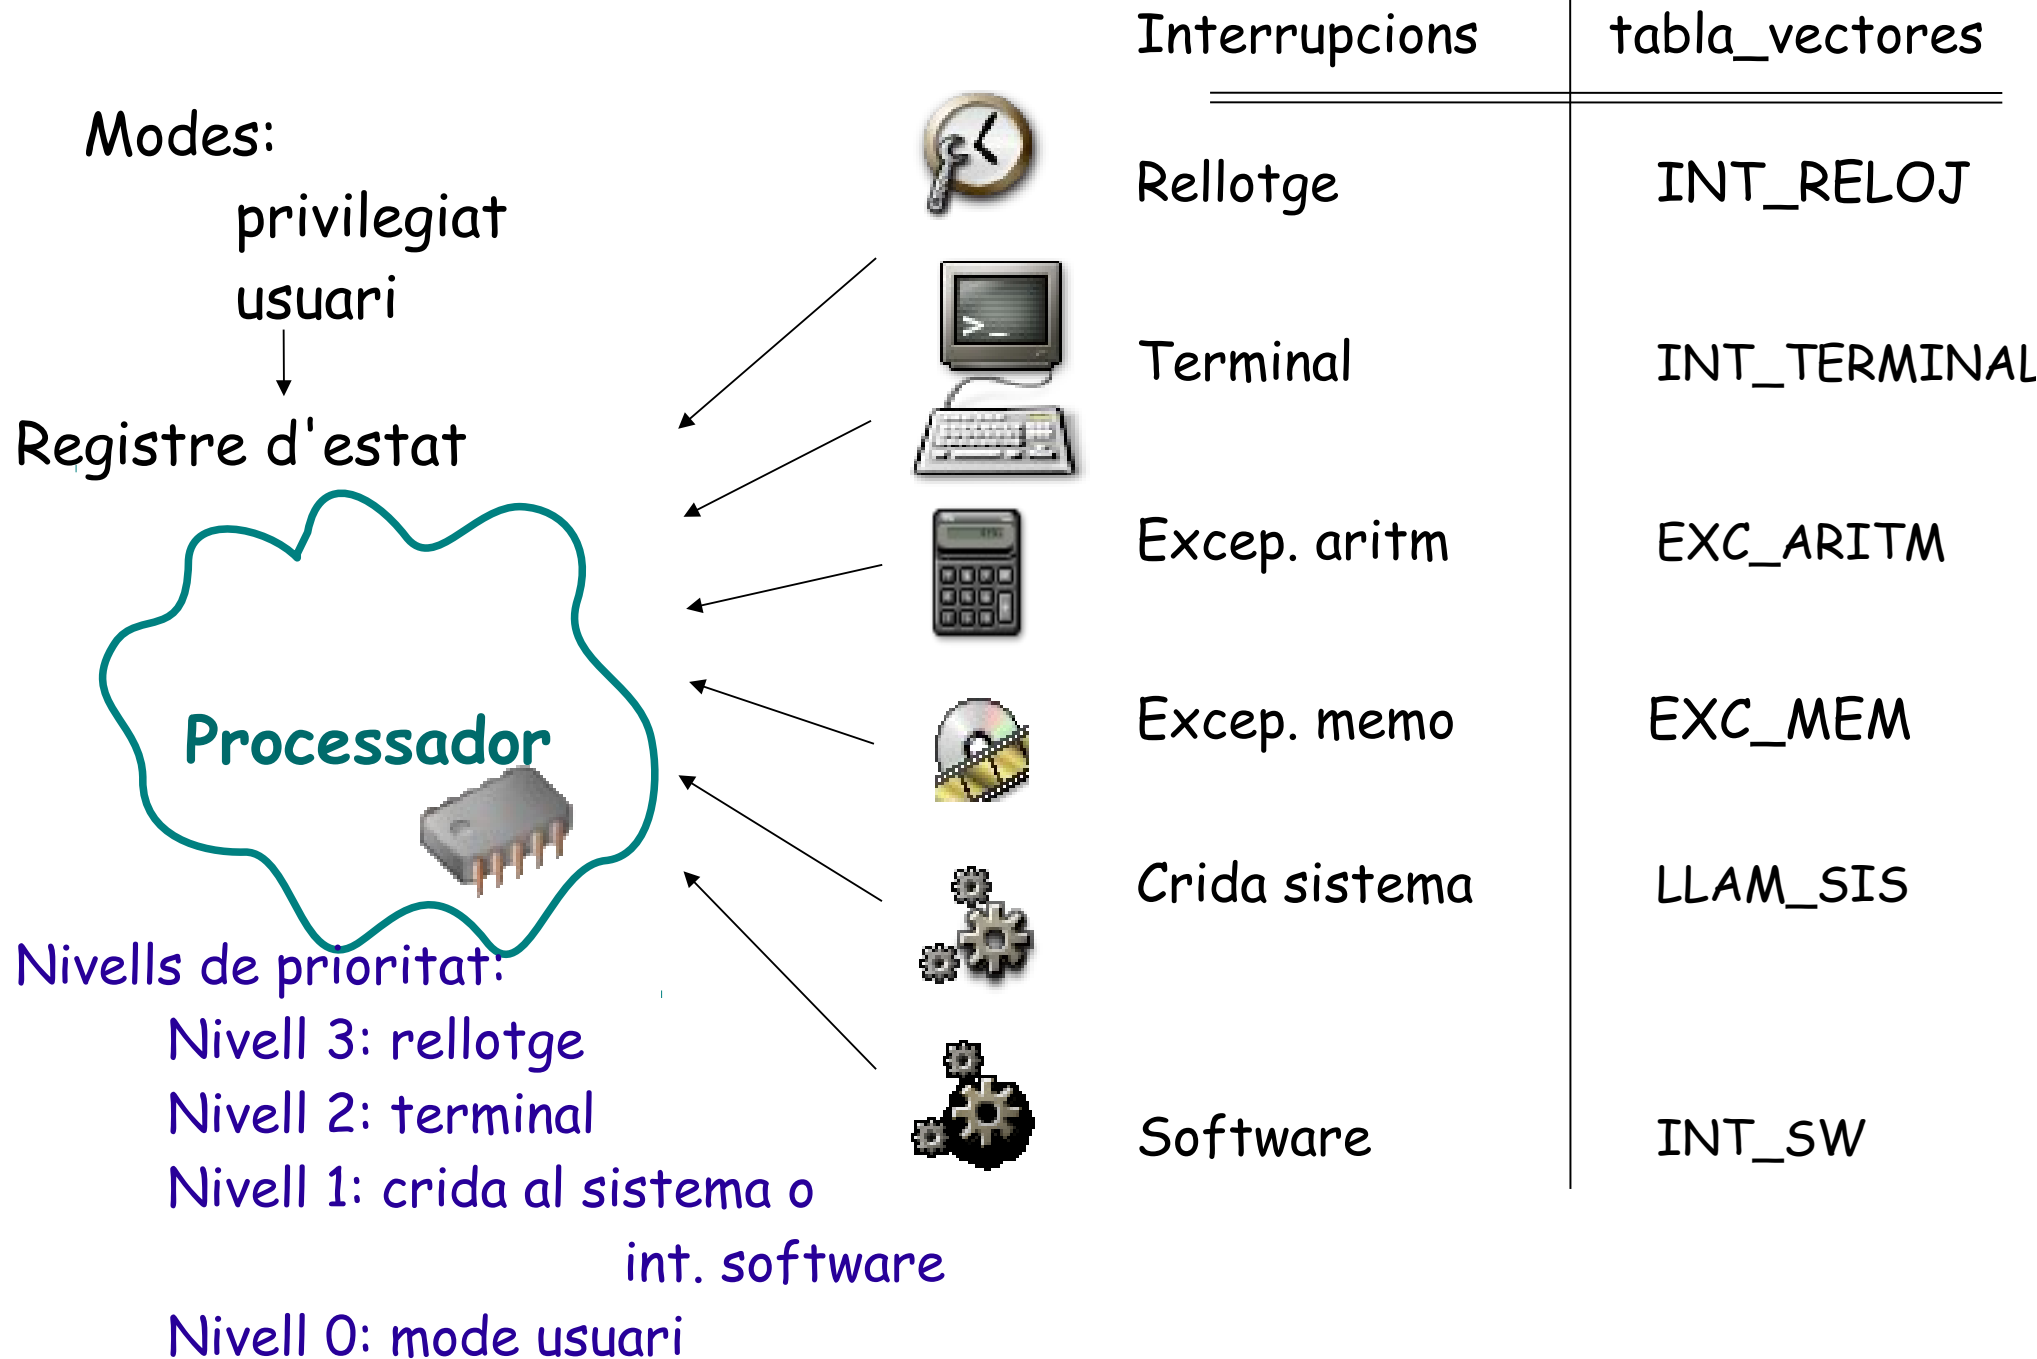 Modes:
privilegiat
usuari
Registre d'estat
Processador
Nivells de prioritat:
Nivell 3: rellotge
Nivell 2: terminal
Nivell 1: crida al sistema o
int. software
Nivell 0: mode usuari
Interrupcions tabla_vectores
Rellotge INT_RELOJ
Terminal INT_TERMINAL
Excep. aritm EXC_ARITM
Excep. memo EXC_MEM
Crida sistema LLAM_SIS
Software INT_SW